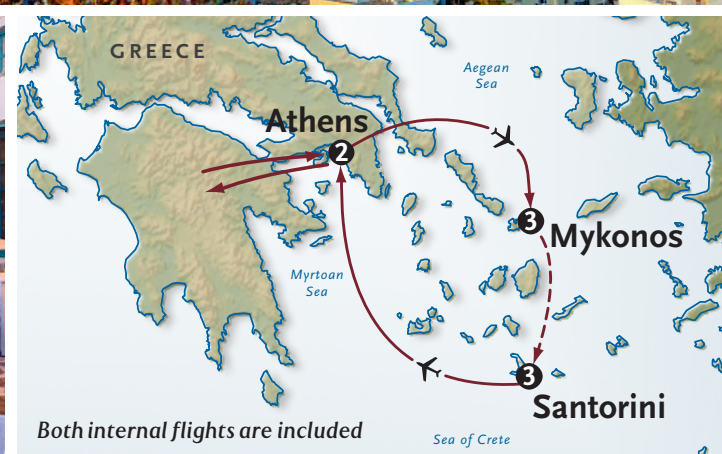 GREECE
Aegean
Sea
Athens
2
3
Mykonos
Myrtoan
Sea
3
Santorini
Both internal flights are included
Sea of Crete